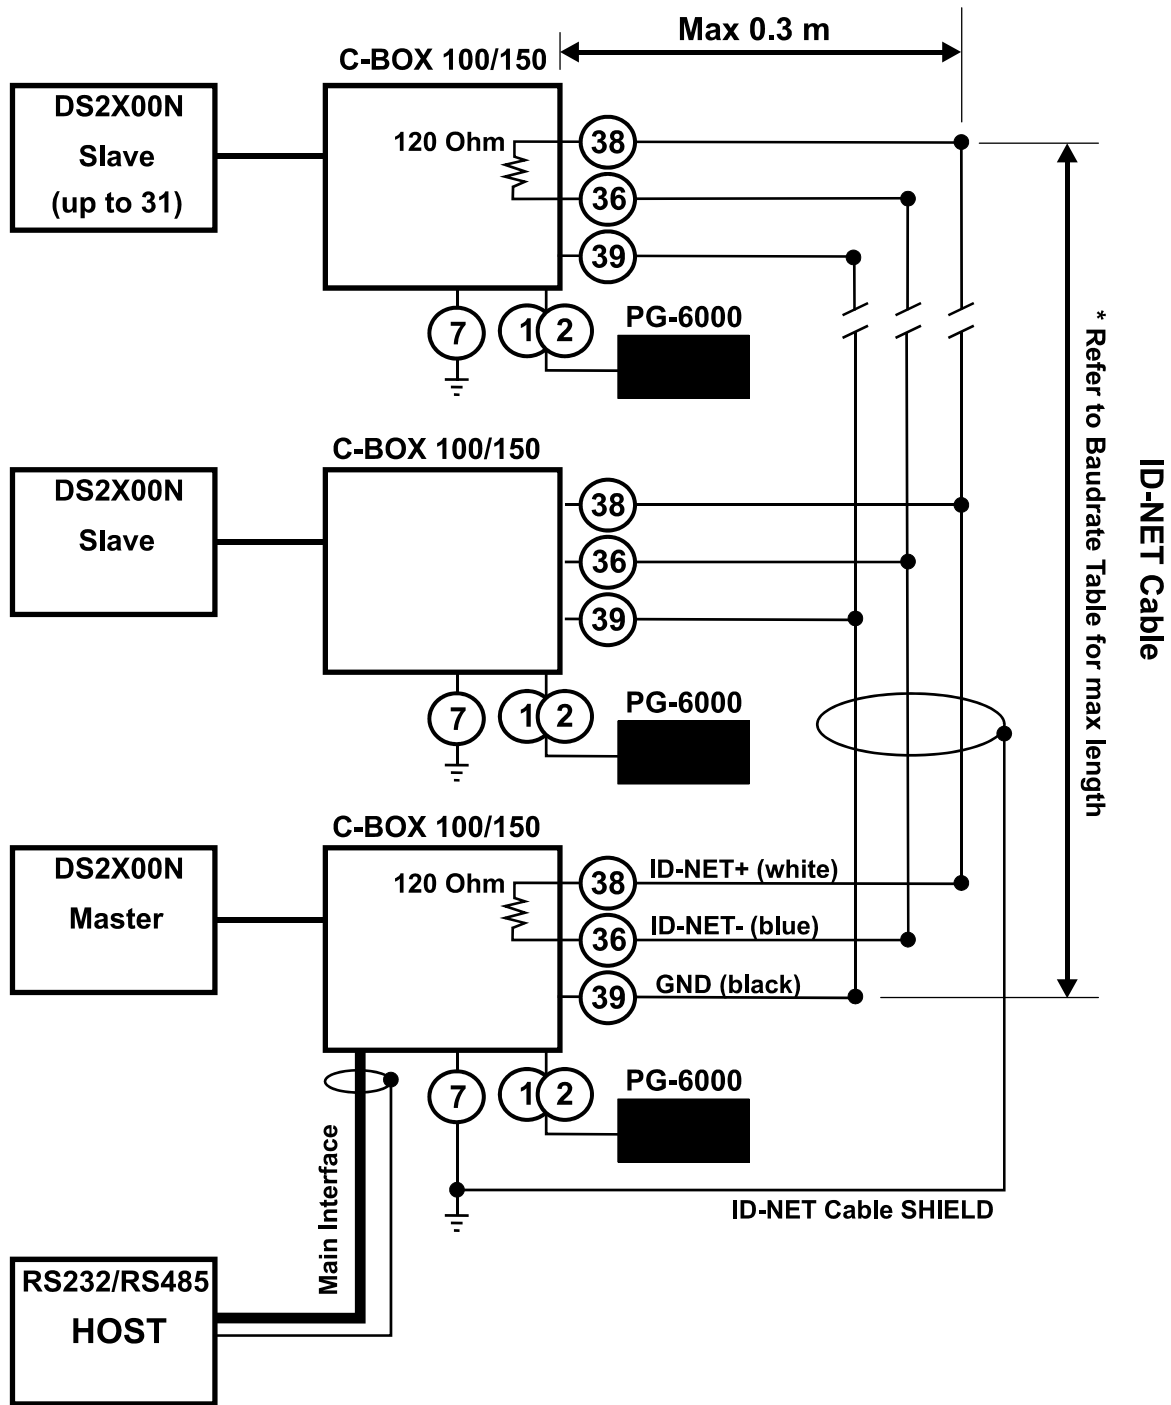 Max 0.3 m
C-BOX 100/150
DS2X00N
Slave
(up to 31)
120 Ohm
38
36
39
7
1
2
PG-6000
C-BOX 100/150
DS2X00N
Slave
38
36
39
7
1
2
PG-6000
C-BOX 100/150
DS2X00N
Master
120 Ohm
38
ID-NET+ (white)
36
ID-NET- (blue)
39
GND (black)
7
1
2
PG-6000
* Refer to Baudrate Table for max length
ID-NET Cable
Main Interface
ID-NET Cable SHIELD
RS232/RS485
HOST